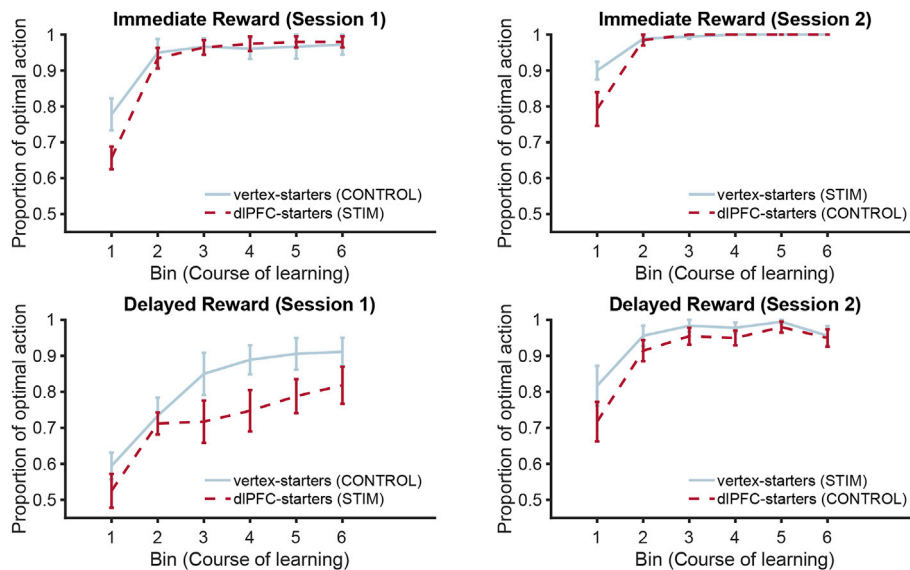 Immediate Reward (Session 1)
Proportion of optimal action
1
0.9
0.8
0.7
0.6
0.5
vertex-starters (CONTROL)
dlPFC-starters (STIM)
1 2 3 4 5 6
Bin (Course of learning)
Immediate Reward (Session 2)
Proportion of optimal action
1
0.9
0.8
0.7
0.6
0.5
vertex-starters (STIM)
dlPFC-starters (CONTROL)
1 2 3 4 5 6
Bin (Course of learning)
Delayed Reward (Session 1)
Proportion of optimal action
1
0.9
0.8
0.7
0.6
0.5
vertex-starters (CONTROL)
dlPFC-starters (STIM)
1 2 3 4 5 6
Bin (Course of learning)
Delayed Reward (Session 2)
Proportion of optimal action
1
0.9
0.8
0.7
0.6
0.5
vertex-starters (STIM)
dlPFC-starters (CONTROL)
1 2 3 4 5 6
Bin (Course of learning)